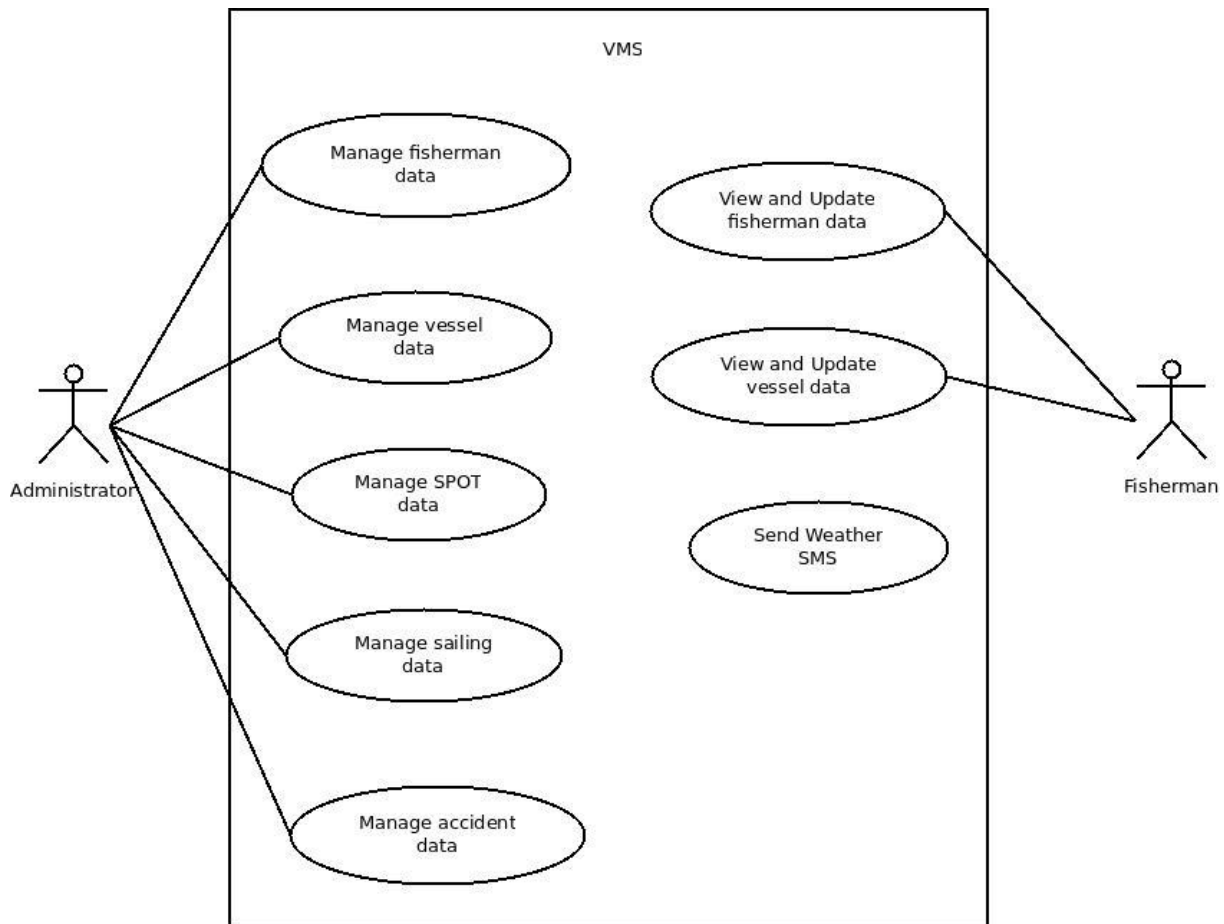 VMS
Manage fisherman
data
View and Update
fisherman data
Manage vessel
data
View and Update
vessel data
Administrator
Manage SPOT
data
Fisherman
Send Weather
SMS
Manage sailing
data
Manage accident
data